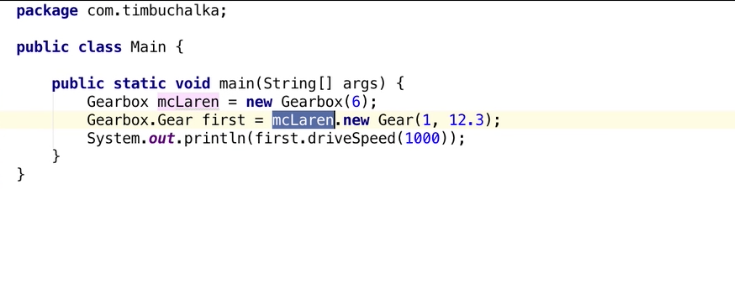 package com.timbuchalka;
public class Main {
public static void main(String[] args) {
Gearbox mcLaren = new Gearbox(6);
Gearbox.Gear first = mcLaren.new Gear(1, 12.3);
System.out.println(first.driveSpeed(1000));
}
}